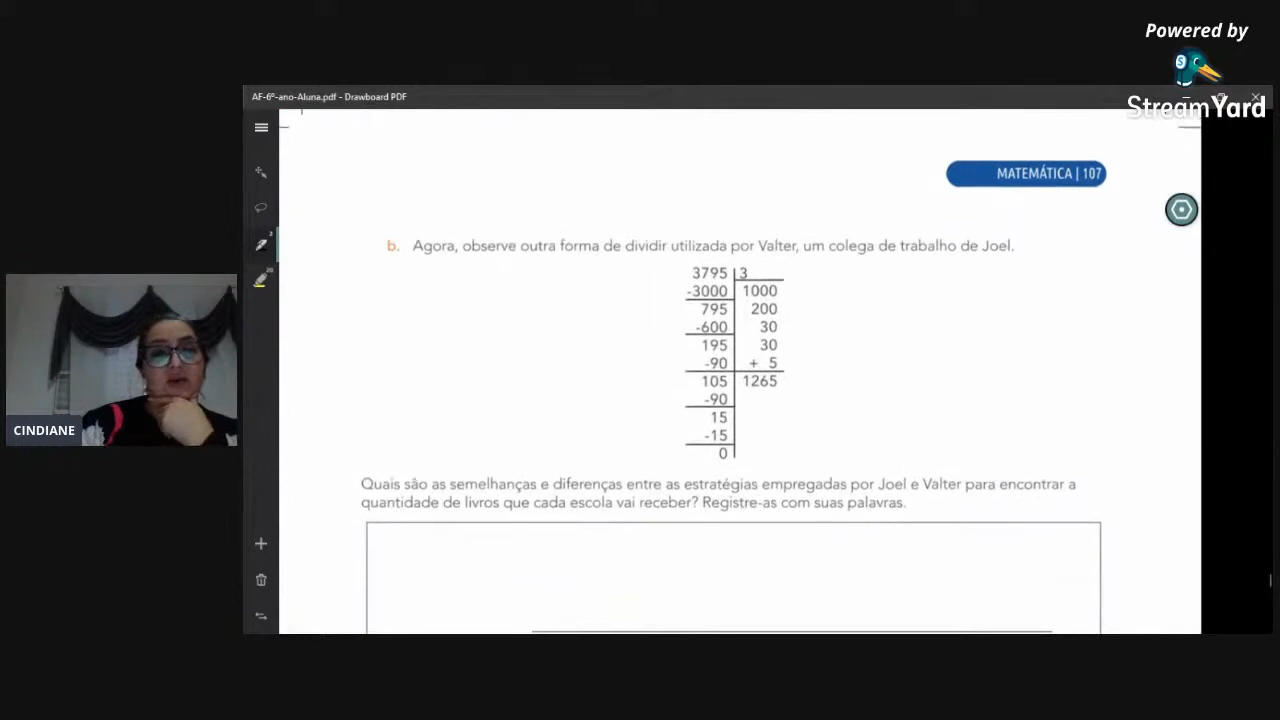 Powered by
StreamYard
AF-6º-ano-Aluna.pdf - Drawboard PDF
MATEMÁTICA | 107
b. Agora, observe outra forma de dividir utilizada por Valter, um colega de trabalho de Joel.
3795 3
-3000 1000
795 200
-600 30
195 30
-90 + 5
105 1265
-90
15
-15
0
Quais são as semelhanças e diferenças entre as estratégias empregadas por Joel e Valter para encontrar a
quantidade de livros que cada escola vai receber? Registre-as com suas palavras.
CINDIANE